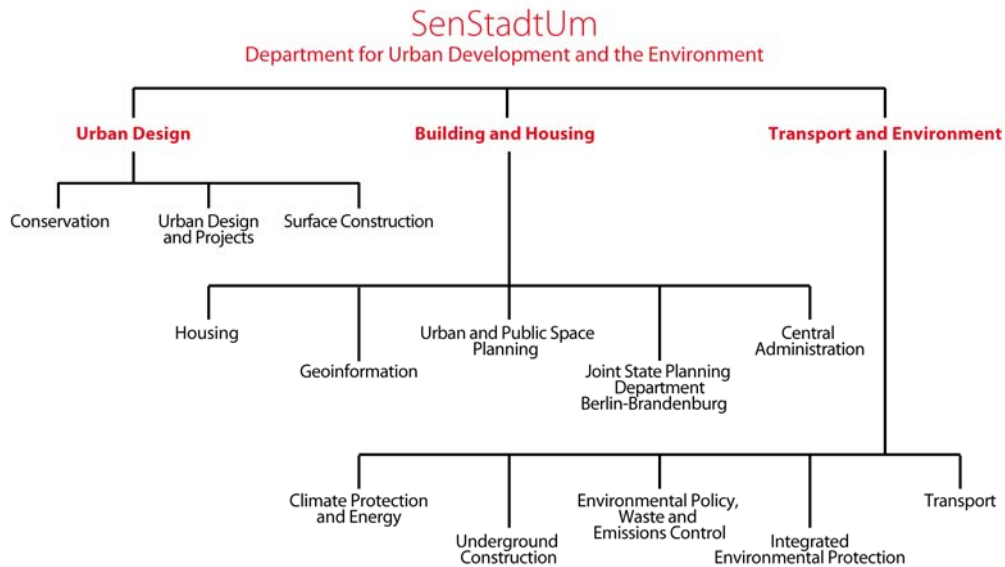 SenStadtUm
Department for Urban Development and the Environment
Urban Design
Building and Housing
Transport and Environment
Conservation
Urban Design
and Projects
Surface Construction
Housing
Geoinformation
Urban and Public Space
Planning
Joint State Planning
Department
Berlin-Brandenburg
Central
Administration
Climate Protection
and Energy
Underground
Construction
Environmental Policy,
Waste and
Emissions Control
Integrated
Environmental Protection
Transport